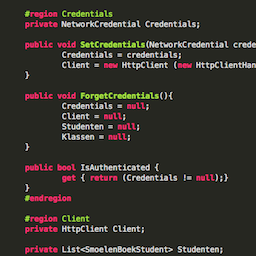 #region Credentials
private NetworkCredential Credentials;
public void SetCredentials(NetworkCredential
Credentials = credentials;
Client = new HttpClient (new
}
public void ForgetCredentials(){
Credentials = null;
Client = null;
Studenten = null;
Klassen = null;
}
public bool IsAuthenticated {
get { return (Credentials != null);}
}
#endregion
#region Client
private HttpClient Client;
private List<SmoelenBoekStudent> Studenten;